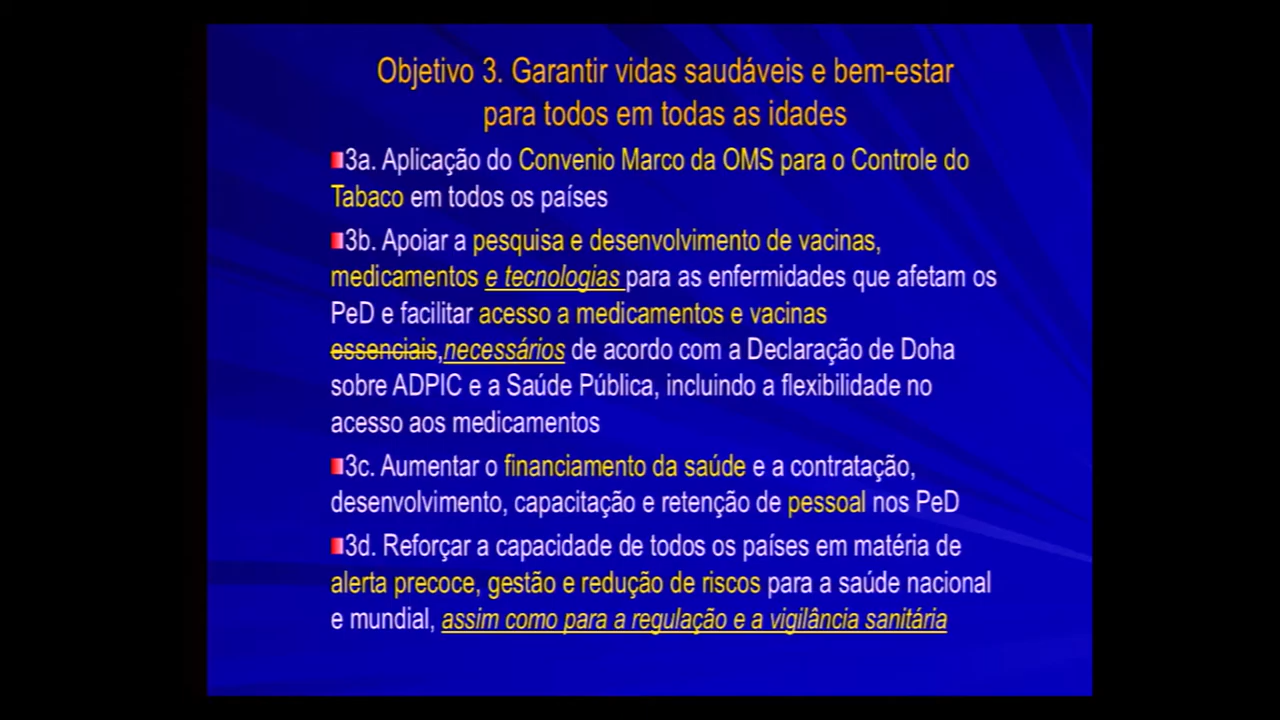 Objetivo 3. Garantir vidas saudáveis e bem-estar
para todos em todas as idades
3a. Aplicação do Convenio Marco da OMS para o Controle do
Tabaco em todos os países
3b. Apoiar a pesquisa e desenvolvimento de vacinas,
medicamentos e tecnologias para as enfermidades que afetam os
PeD e facilitar acesso a medicamentos e vacinas
essenciais,necessários de acordo com a Declaração de Doha
sobre ADPIC e a Saúde Pública, incluindo a flexibilidade no
acesso aos medicamentos
3c. Aumentar o financiamento da saúde e a contratação,
desenvolvimento, capacitação e retenção de pessoal nos PeD
3d. Reforçar a capacidade de todos os países em matéria de
alerta precoce, gestão e redução de riscos para a saúde nacional
e mundial, assim como para a regulação e a vigilância sanitária